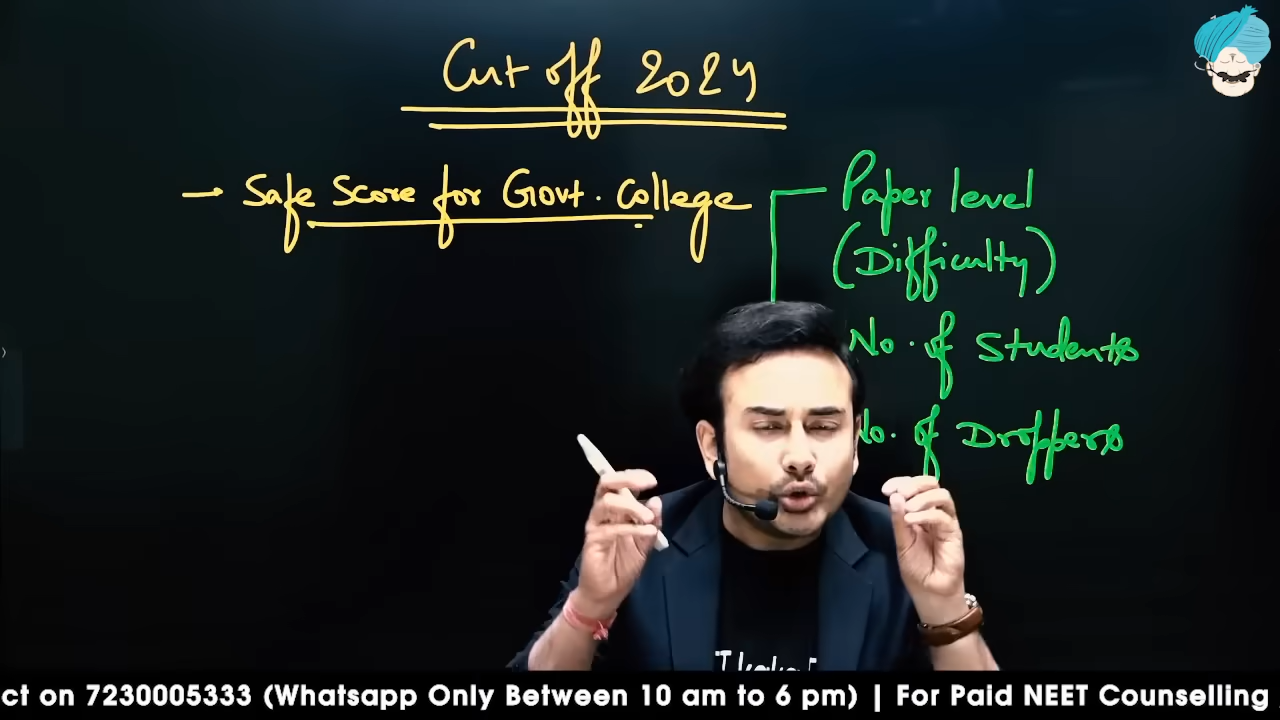 Cut off 2024
→ Safe Score for Govt. College
Paper level
(Difficulty)
No. of Students
No. of Droppers
ct on 7230005333 (Whatsapp Only Between 10 am to 6 pm) | For Paid NEET Counselling